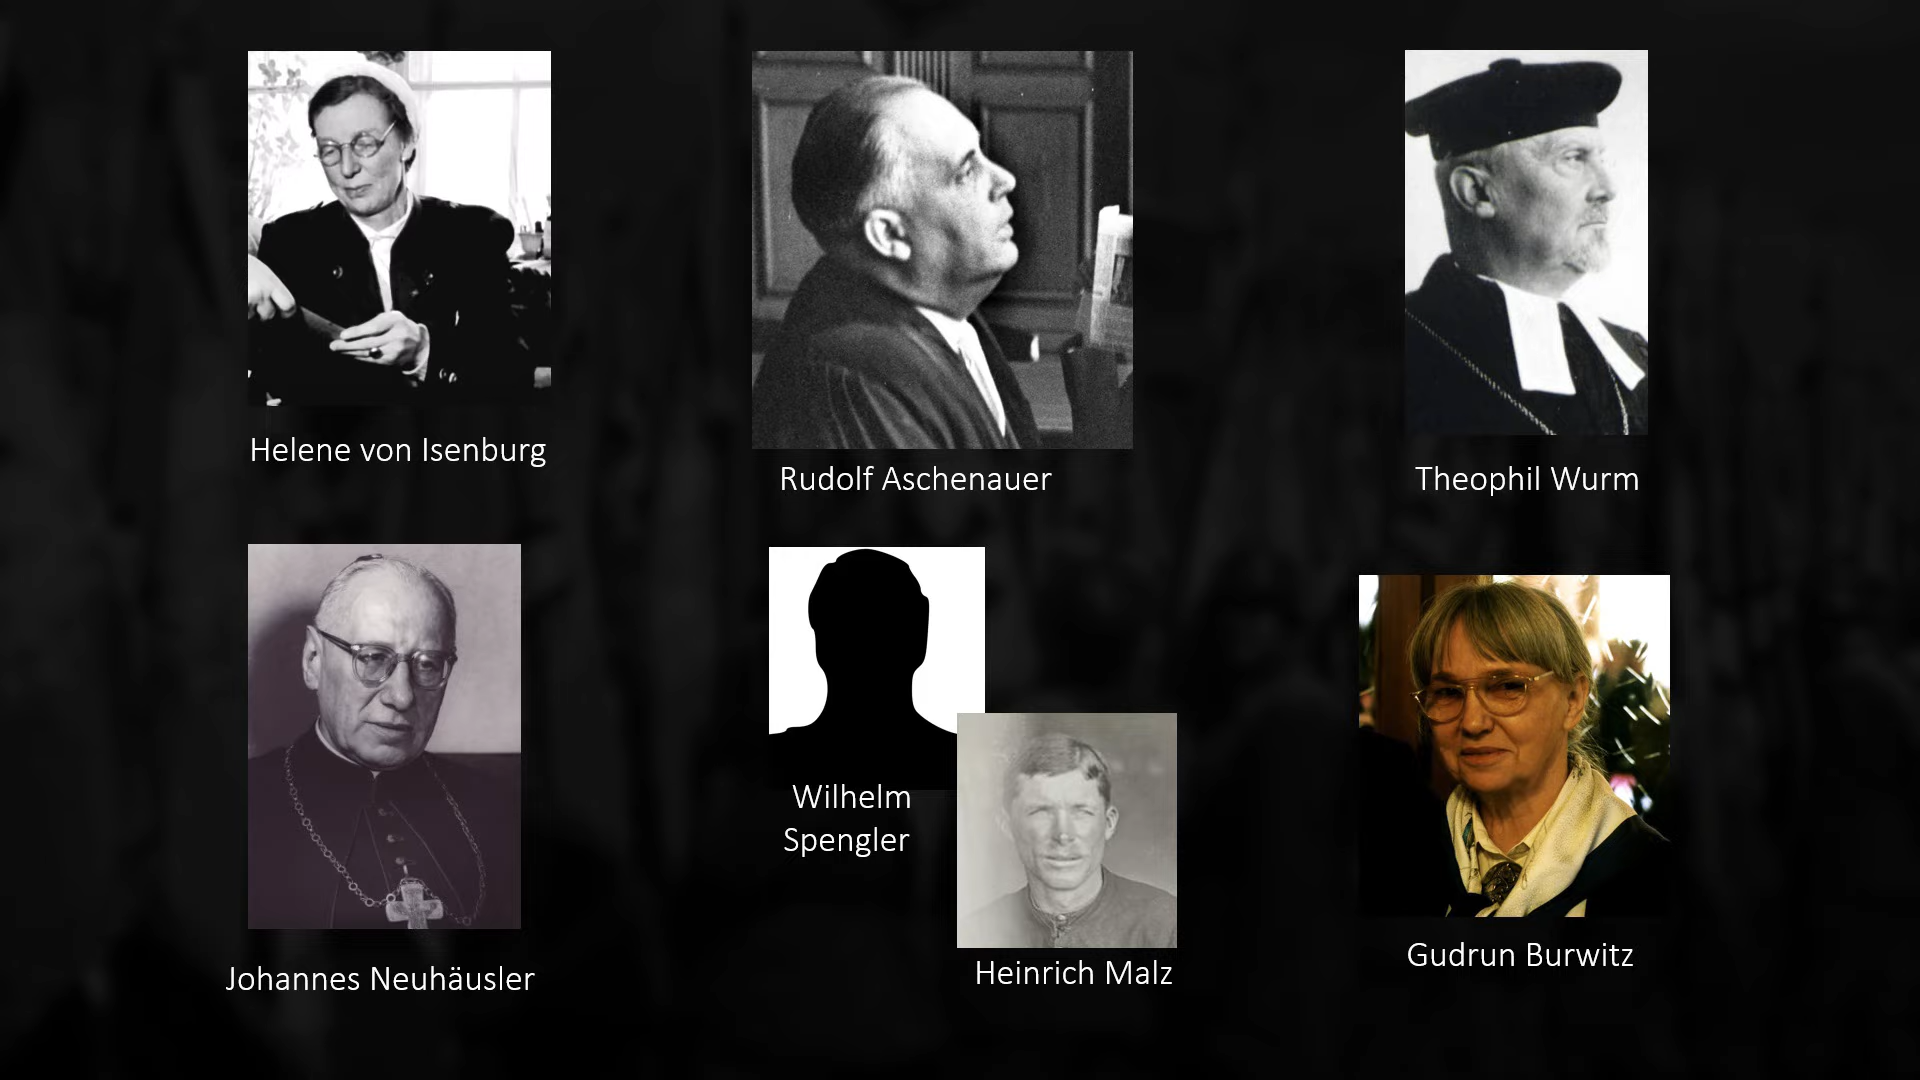 Helene von Isenburg
Rudolf Aschenauer
Theophil Wurm
Johannes Neuhäusler
Wilhelm
Spengler
Heinrich Malz
Gudrun Burwitz